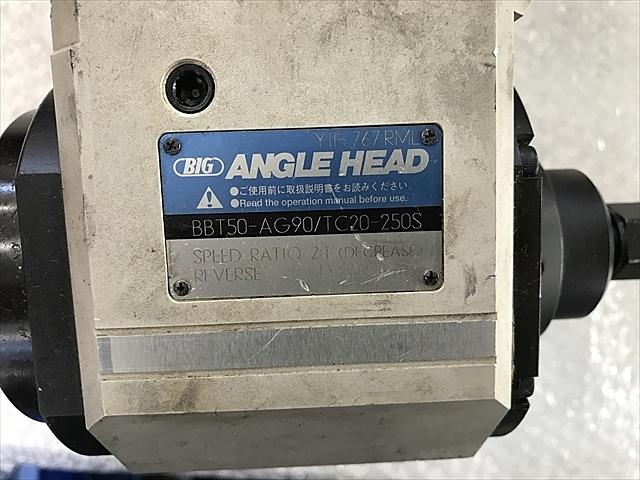 YIH 767 RML
BIG ANGLE HEAD
●ご使用前に取扱説明書をお読みください。
●Read the operation manual before use.
BBT50-AG90/TC20-250S
SPEED RATIO 2:1 (DECREASE)
REVERSE